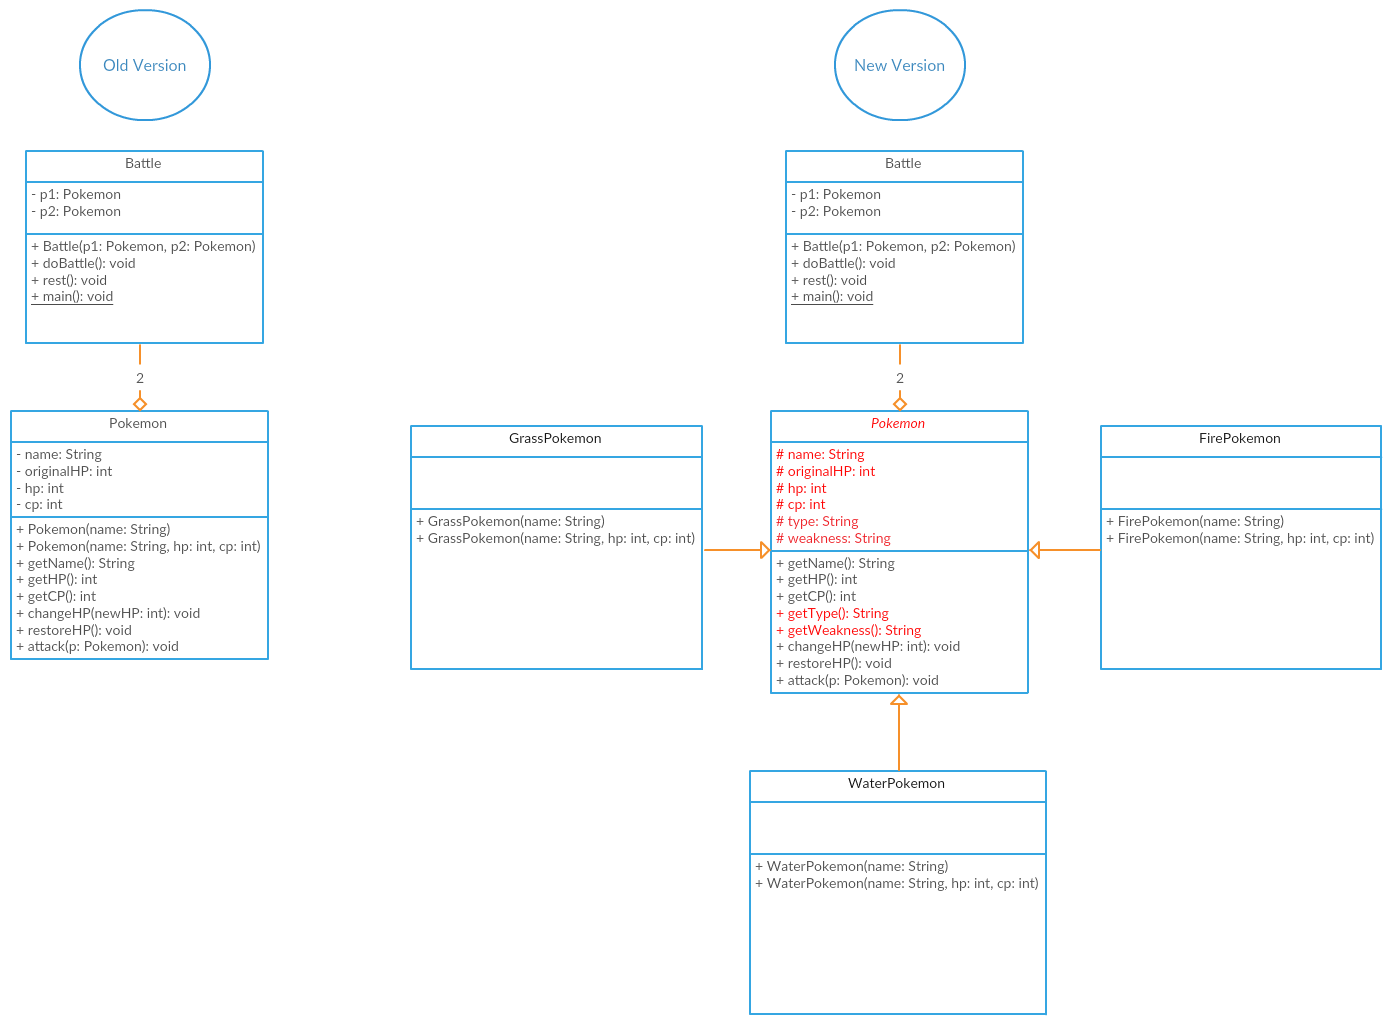 Old Version
Battle
- p1: Pokemon
- p2: Pokemon
+ Battle(p1: Pokemon, p2: Pokemon)
+ doBattle(): void
+ rest(): void
+ main(): void
2
Pokemon
- name: String
- originalHP: int
- hp: int
- cp: int
+ Pokemon(name: String)
+ Pokemon(name: String, hp: int, cp: int)
+ getName(): String
+ getHP(): int
+ getCP(): int
+ changeHP(newHP: int): void
+ restoreHP(): void
+ attack(p: Pokemon): void
New Version
Battle
- p1: Pokemon
- p2: Pokemon
+ Battle(p1: Pokemon, p2: Pokemon)
+ doBattle(): void
+ rest(): void
+ main(): void
2
GrassPokemon
+ GrassPokemon(name: String)
+ GrassPokemon(name: String, hp: int, cp: int)
Pokemon
# name: String
# originalHP: int
# hp: int
# cp: int
# type: String
# weakness: String
+ getName(): String
+ getHP(): int
+ getCP(): int
+ getType(): String
+ getWeakness(): String
+ changeHP(newHP: int): void
+ restoreHP(): void
+ attack(p: Pokemon): void
FirePokemon
+ FirePokemon(name: String)
+ FirePokemon(name: String, hp: int, cp: int)
WaterPokemon
+ WaterPokemon(name: String)
+ WaterPokemon(name: String, hp: int, cp: int)